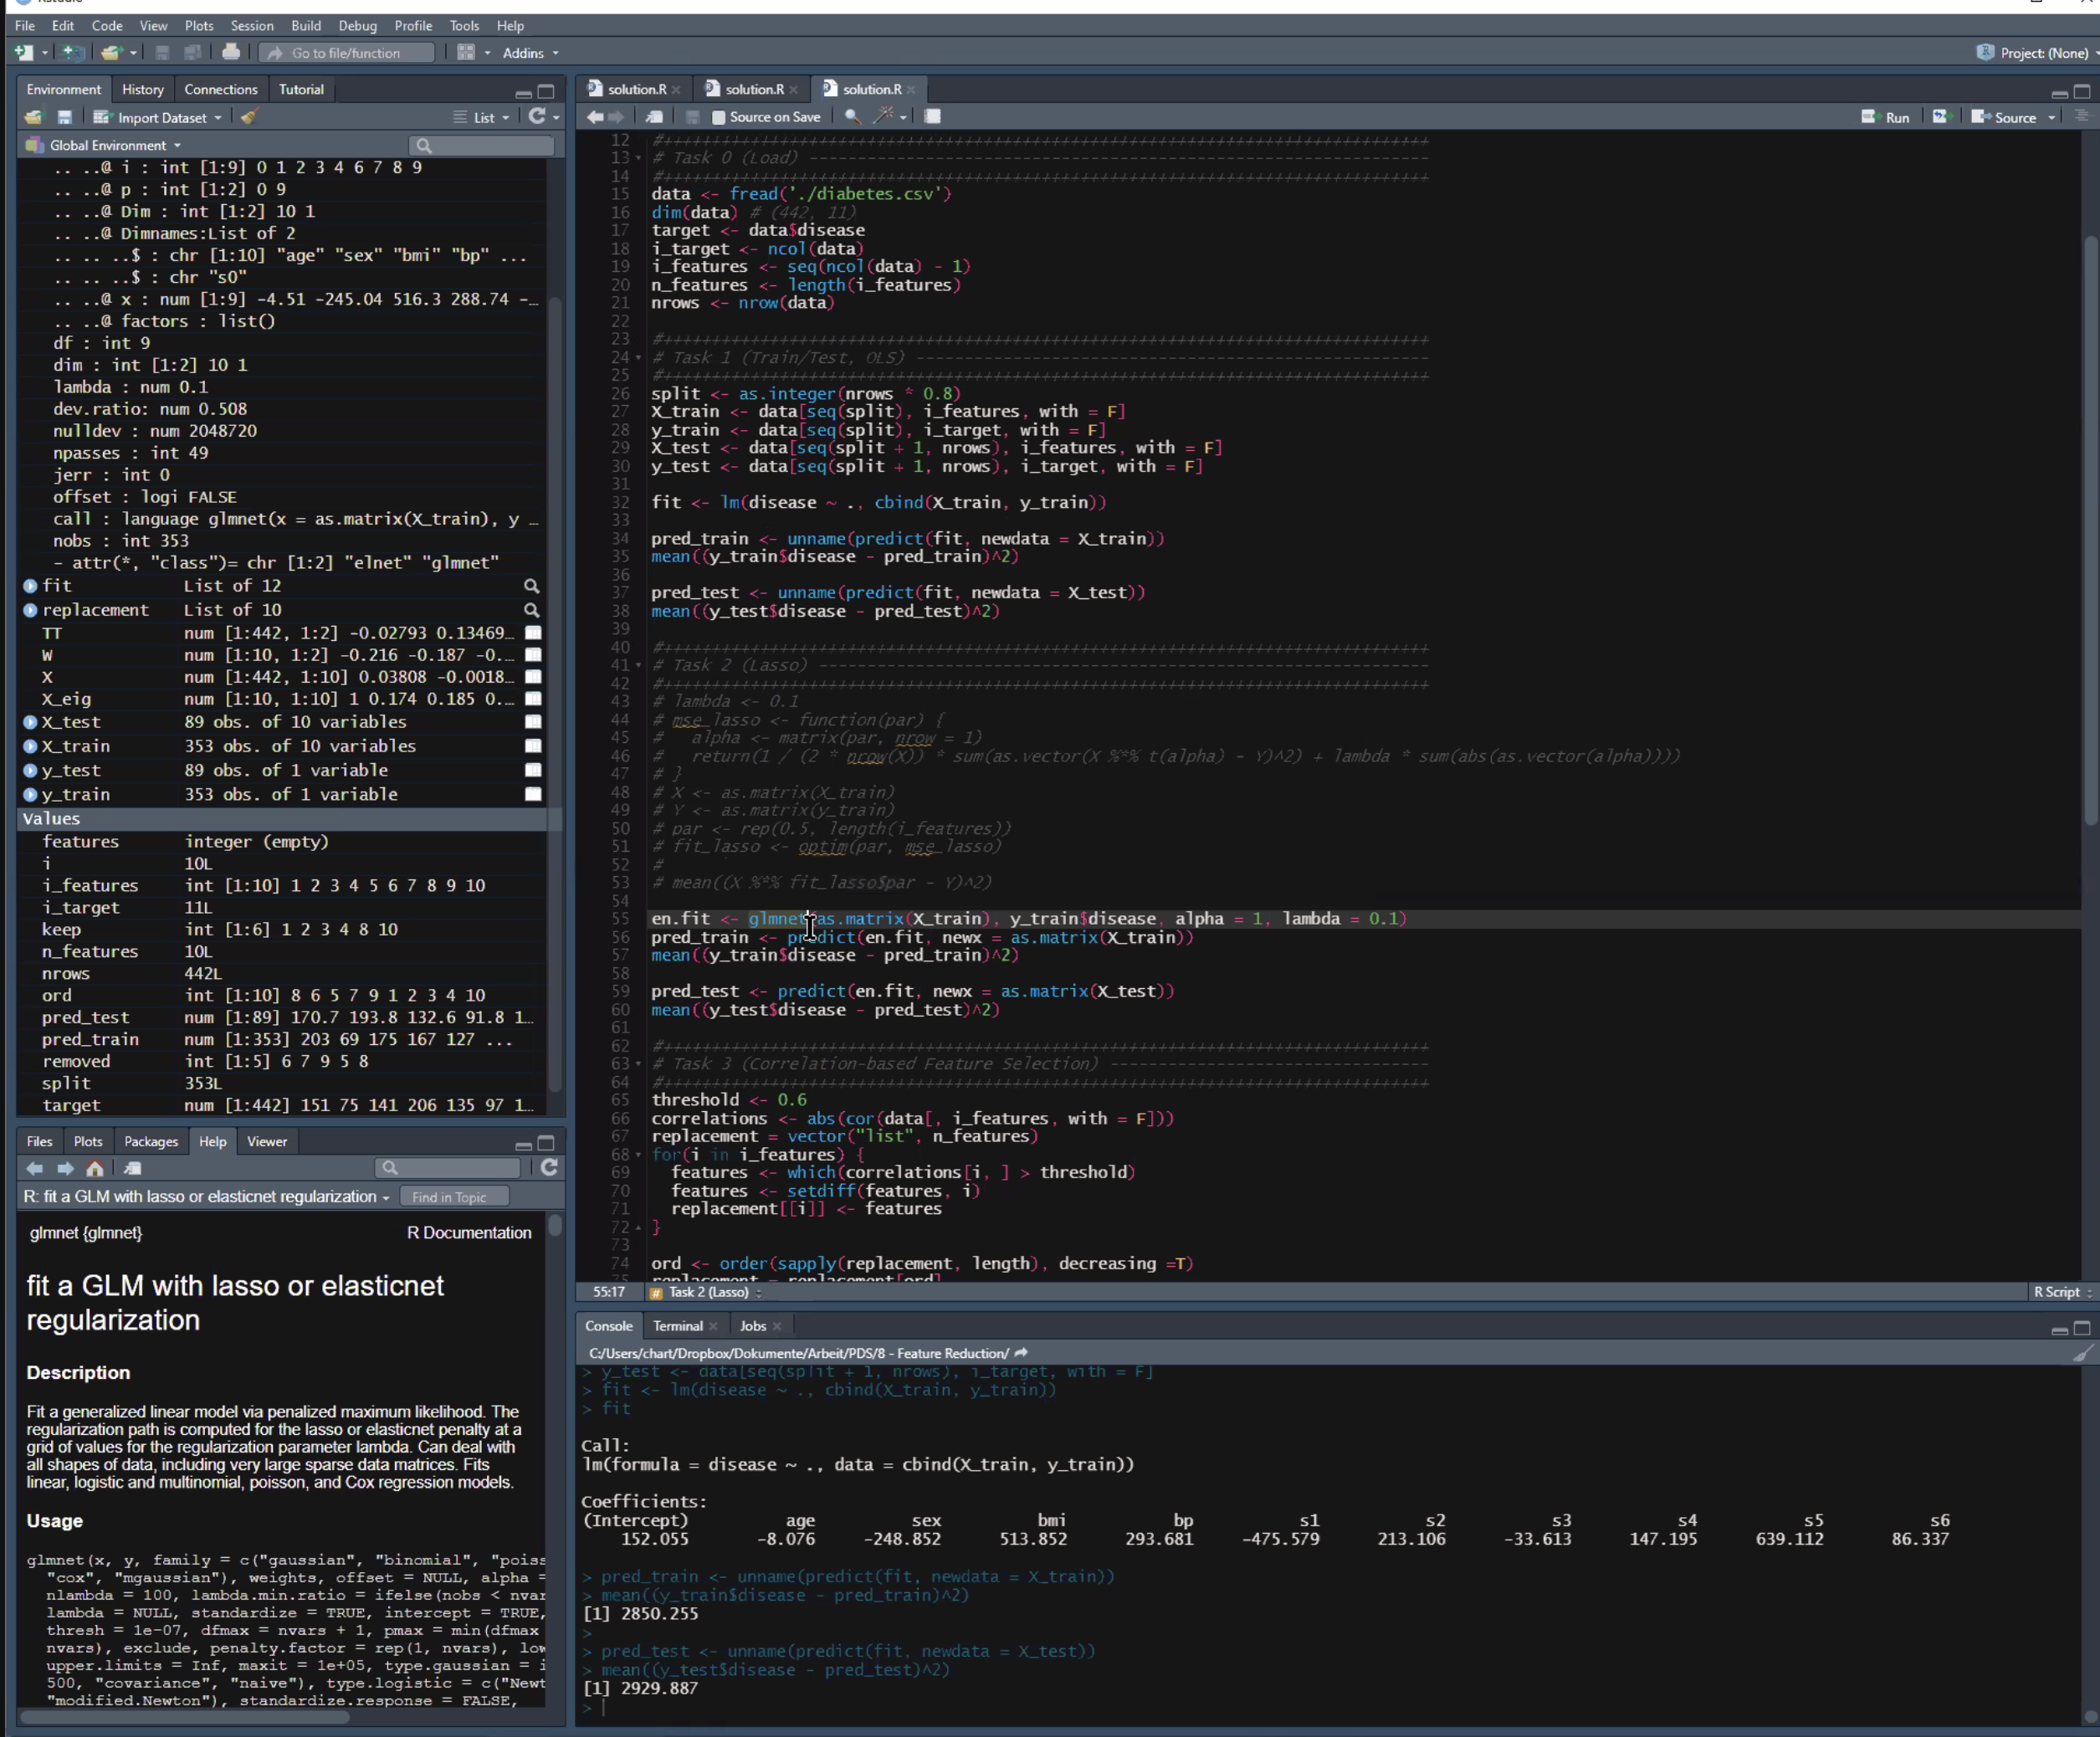 File Edit Code View Plots Session Build Debug Profile Tools Help
Go to file/function Addins Project: (None)
Environment History Connections Tutorial
Import Dataset List
Global Environment
.. ..@ i : int [1:9] 0 1 2 3 4 6 7 8 9
.. ..@ p : int [1:2] 0 9
.. ..@ Dim : int [1:2] 10 1
.. ..@ Dimnames:List of 2
.. .. ..$ : chr [1:10] "age" "sex" "bmi" "bp" ...
.. .. ..$ : chr "s0"
.. ..@ x : num [1:9] -4.51 -245.04 516.3 288.74 -…
.. ..@ factors : list()
df : int 9
dim : int [1:2] 10 1
lambda : num 0.1
dev.ratio: num 0.508
nulldev : num 2048720
npasses : int 49
jerr : int 0
offset : logi FALSE
call : language glmnet(x = as.matrix(X_train), y …
nobs : int 353
- attr(*, "class")= chr [1:2] "elnet" "glmnet"
fit List of 12
replacement List of 10
TT num [1:442, 1:2] -0.02793 0.13469…
W num [1:10, 1:2] -0.216 -0.187 -0.…
X num [1:442, 1:10] 0.03808 -0.0018…
X_eig num [1:10, 1:10] 1 0.174 0.185 0.…
X_test 89 obs. of 10 variables
X_train 353 obs. of 10 variables
y_test 89 obs. of 1 variable
y_train 353 obs. of 1 variable
Values
features integer (empty)
i 10L
i_features int [1:10] 1 2 3 4 5 6 7 8 9 10
i_target 11L
keep int [1:6] 1 2 3 4 8 10
n_features 10L
nrows 442L
ord int [1:10] 8 6 5 7 9 1 2 3 4 10
pred_test num [1:89] 170.7 193.8 132.6 91.8 1…
pred_train num [1:353] 203 69 175 167 127 ...
removed int [1:5] 6 7 9 5 8
split 353L
target num [1:442] 151 75 141 206 135 97 1…
Files Plots Packages Help Viewer
R: fit a GLM with lasso or elasticnet regularization Find in Topic
glmnet {glmnet} R Documentation
fit a GLM with lasso or elasticnet
regularization
Description
Fit a generalized linear model via penalized maximum likelihood. The
regularization path is computed for the lasso or elasticnet penalty at a
grid of values for the regularization parameter lambda. Can deal with
all shapes of data, including very large sparse data matrices. Fits
linear, logistic and multinomial, poisson, and Cox regression models.
Usage
glmnet(x, y, family = c("gaussian", "binomial", "poiss
"cox", "mgaussian"), weights, offset = NULL, alpha =
nlambda = 100, lambda.min.ratio = ifelse(nobs < nvar
lambda = NULL, standardize = TRUE, intercept = TRUE,
thresh = 1e-07, dfmax = nvars + 1, pmax = min(dfmax
nvars), exclude, penalty.factor = rep(1, nvars), low
upper.limits = Inf, maxit = 1e+05, type.gaussian = i
500, "covariance", "naive"), type.logistic = c("Newt
"modified.Newton"), standardize.response = FALSE,
solution.R solution.R solution.R
Source on Save Run Source
12 #++++++++++++++++++++++++++++++++++++++++++++++++++++++++++++++++++++++++++++++
13 # Task 0 (Load) ----------------------------------------------------------------
14 #++++++++++++++++++++++++++++++++++++++++++++++++++++++++++++++++++++++++++++++
15 data <- fread('./diabetes.csv')
16 dim(data) # (442, 11)
17 target <- data$disease
18 i_target <- ncol(data)
19 i_features <- seq(ncol(data) - 1)
20 n_features <- length(i_features)
21 nrows <- nrow(data)
22
23 #++++++++++++++++++++++++++++++++++++++++++++++++++++++++++++++++++++++++++++++
24 # Task 1 (Train/Test, OLS) -----------------------------------------------------
25 #++++++++++++++++++++++++++++++++++++++++++++++++++++++++++++++++++++++++++++++
26 split <- as.integer(nrows * 0.8)
27 X_train <- data[seq(split), i_features, with = F]
28 y_train <- data[seq(split), i_target, with = F]
29 X_test <- data[seq(split + 1, nrows), i_features, with = F]
30 y_test <- data[seq(split + 1, nrows), i_target, with = F]
31
32 fit <- lm(disease ~ ., cbind(X_train, y_train))
33
34 pred_train <- unname(predict(fit, newdata = X_train))
35 mean((y_train$disease - pred_train)^2)
36
37 pred_test <- unname(predict(fit, newdata = X_test))
38 mean((y_test$disease - pred_test)^2)
39
40 #++++++++++++++++++++++++++++++++++++++++++++++++++++++++++++++++++++++++++++++
41 # Task 2 (Lasso) ---------------------------------------------------------------
42 #++++++++++++++++++++++++++++++++++++++++++++++++++++++++++++++++++++++++++++++
43 # lambda <- 0.1
44 # mse_lasso <- function(par) {
45 #   alpha <- matrix(par, nrow = 1)
46 #   return(1 / (2 * nrow(X)) * sum(as.vector(X %*% t(alpha) - Y)^2) + lambda * sum(abs(as.vector(alpha))))
47 # }
48 # X <- as.matrix(X_train)
49 # Y <- as.matrix(y_train)
50 # par <- rep(0.5, length(i_features))
51 # fit_lasso <- optim(par, mse_lasso)
52 #
53 # mean((X %*% fit_lasso$par - Y)^2)
54
55 en.fit <- glmnet(as.matrix(X_train), y_train$disease, alpha = 1, lambda = 0.1)
56 pred_train <- predict(en.fit, newx = as.matrix(X_train))
57 mean((y_train$disease - pred_train)^2)
58
59 pred_test <- predict(en.fit, newx = as.matrix(X_test))
60 mean((y_test$disease - pred_test)^2)
61
62 #++++++++++++++++++++++++++++++++++++++++++++++++++++++++++++++++++++++++++++++
63 # Task 3 (Correlation-based Feature Selection) ---------------------------------
64 #++++++++++++++++++++++++++++++++++++++++++++++++++++++++++++++++++++++++++++++
65 threshold <- 0.6
66 correlations <- abs(cor(data[, i_features, with = F]))
67 replacement = vector("list", n_features)
68 for(i in i_features) {
69   features <- which(correlations[i, ] > threshold)
70   features <- setdiff(features, i)
71   replacement[[i]] <- features
72 }
73
74 ord <- order(sapply(replacement, length), decreasing =T)
75 replacement = replacement[ord]
55:17 Task 2 (Lasso) R Script
Console Terminal Jobs
C:/Users/chart/Dropbox/Dokumente/Arbeit/PDS/8 - Feature Reduction/
> y_test <- data[seq(split + 1, nrows), i_target, with = F]
> fit <- lm(disease ~ ., cbind(X_train, y_train))
> fit
Call:
lm(formula = disease ~ ., data = cbind(X_train, y_train))
Coefficients:
(Intercept) age sex bmi bp s1 s2 s3 s4 s5 s6
152.055 -8.076 -248.852 513.852 293.681 -475.579 213.106 -33.613 147.195 639.112 86.337
> pred_train <- unname(predict(fit, newdata = X_train))
> mean((y_train$disease - pred_train)^2)
[1] 2850.255
>
> pred_test <- unname(predict(fit, newdata = X_test))
> mean((y_test$disease - pred_test)^2)
[1] 2929.887
>